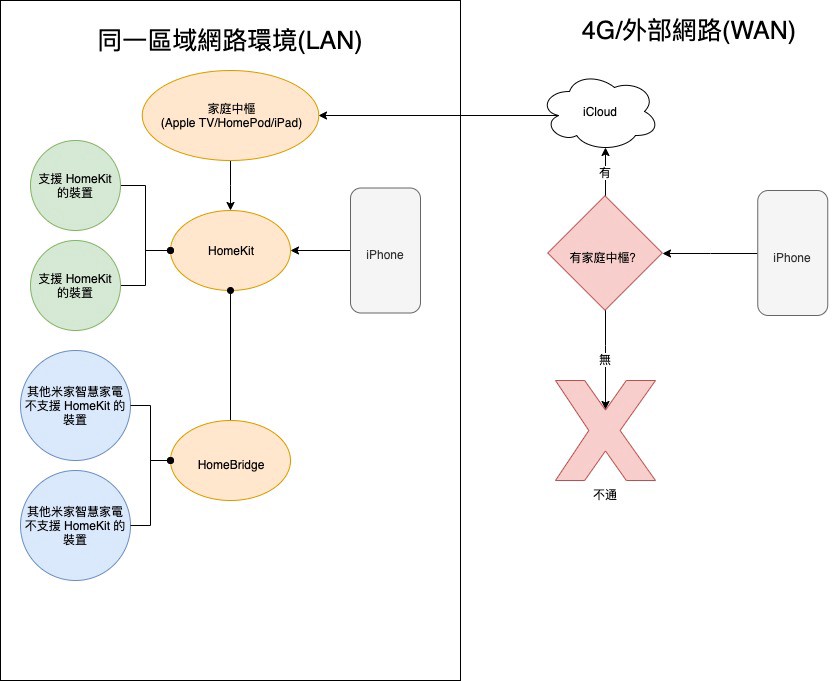 同一區域網路環境(LAN)
4G/外部網路(WAN)
家庭中樞
(Apple TV/HomePod/iPad)
iCloud
有
支援 HomeKit
的裝置
HomeKit
iPhone
有家庭中樞?
iPhone
支援 HomeKit
的裝置
無
其他米家智慧家電
不支援 HomeKit 的
裝置
HomeBridge
不通
其他米家智慧家電
不支援 HomeKit 的
裝置